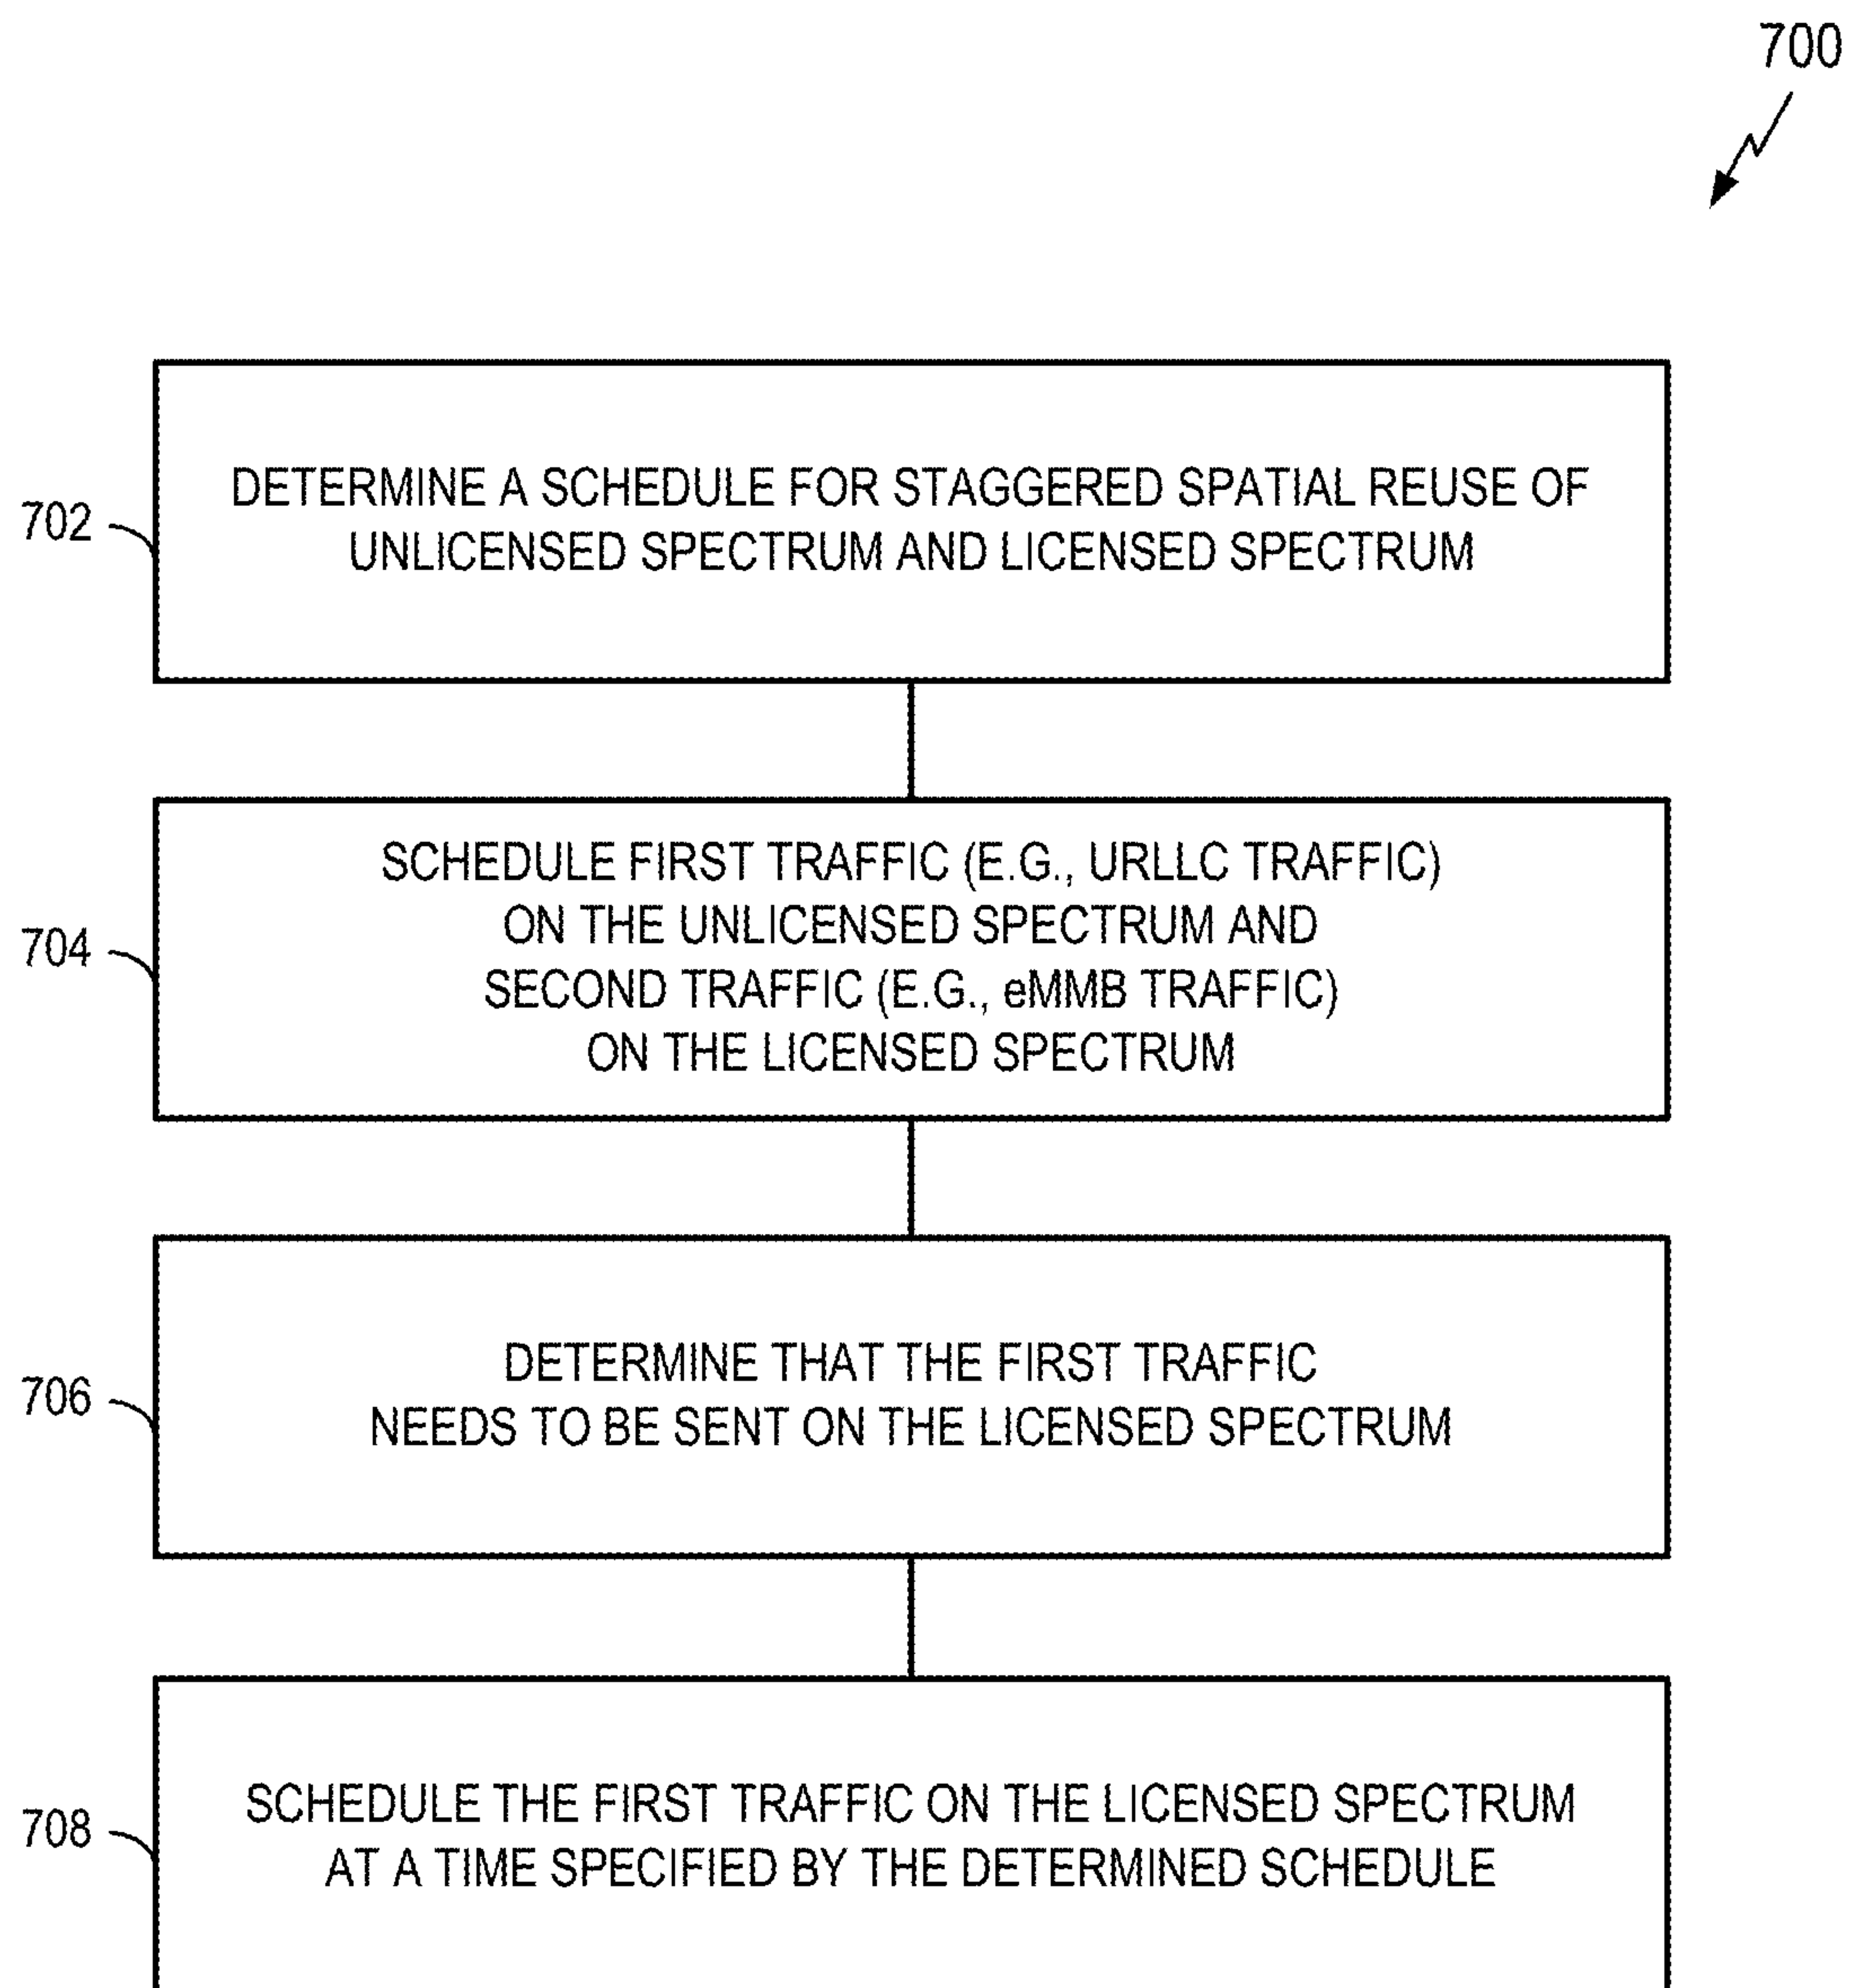 700
702
DETERMINE A SCHEDULE FOR STAGGERED SPATIAL REUSE OF
UNLICENSED SPECTRUM AND LICENSED SPECTRUM
704
SCHEDULE FIRST TRAFFIC (E.G., URLLC TRAFFIC)
ON THE UNLICENSED SPECTRUM AND
SECOND TRAFFIC (E.G., eMMB TRAFFIC)
ON THE LICENSED SPECTRUM
706
DETERMINE THAT THE FIRST TRAFFIC
NEEDS TO BE SENT ON THE LICENSED SPECTRUM
708
SCHEDULE THE FIRST TRAFFIC ON THE LICENSED SPECTRUM
AT A TIME SPECIFIED BY THE DETERMINED SCHEDULE